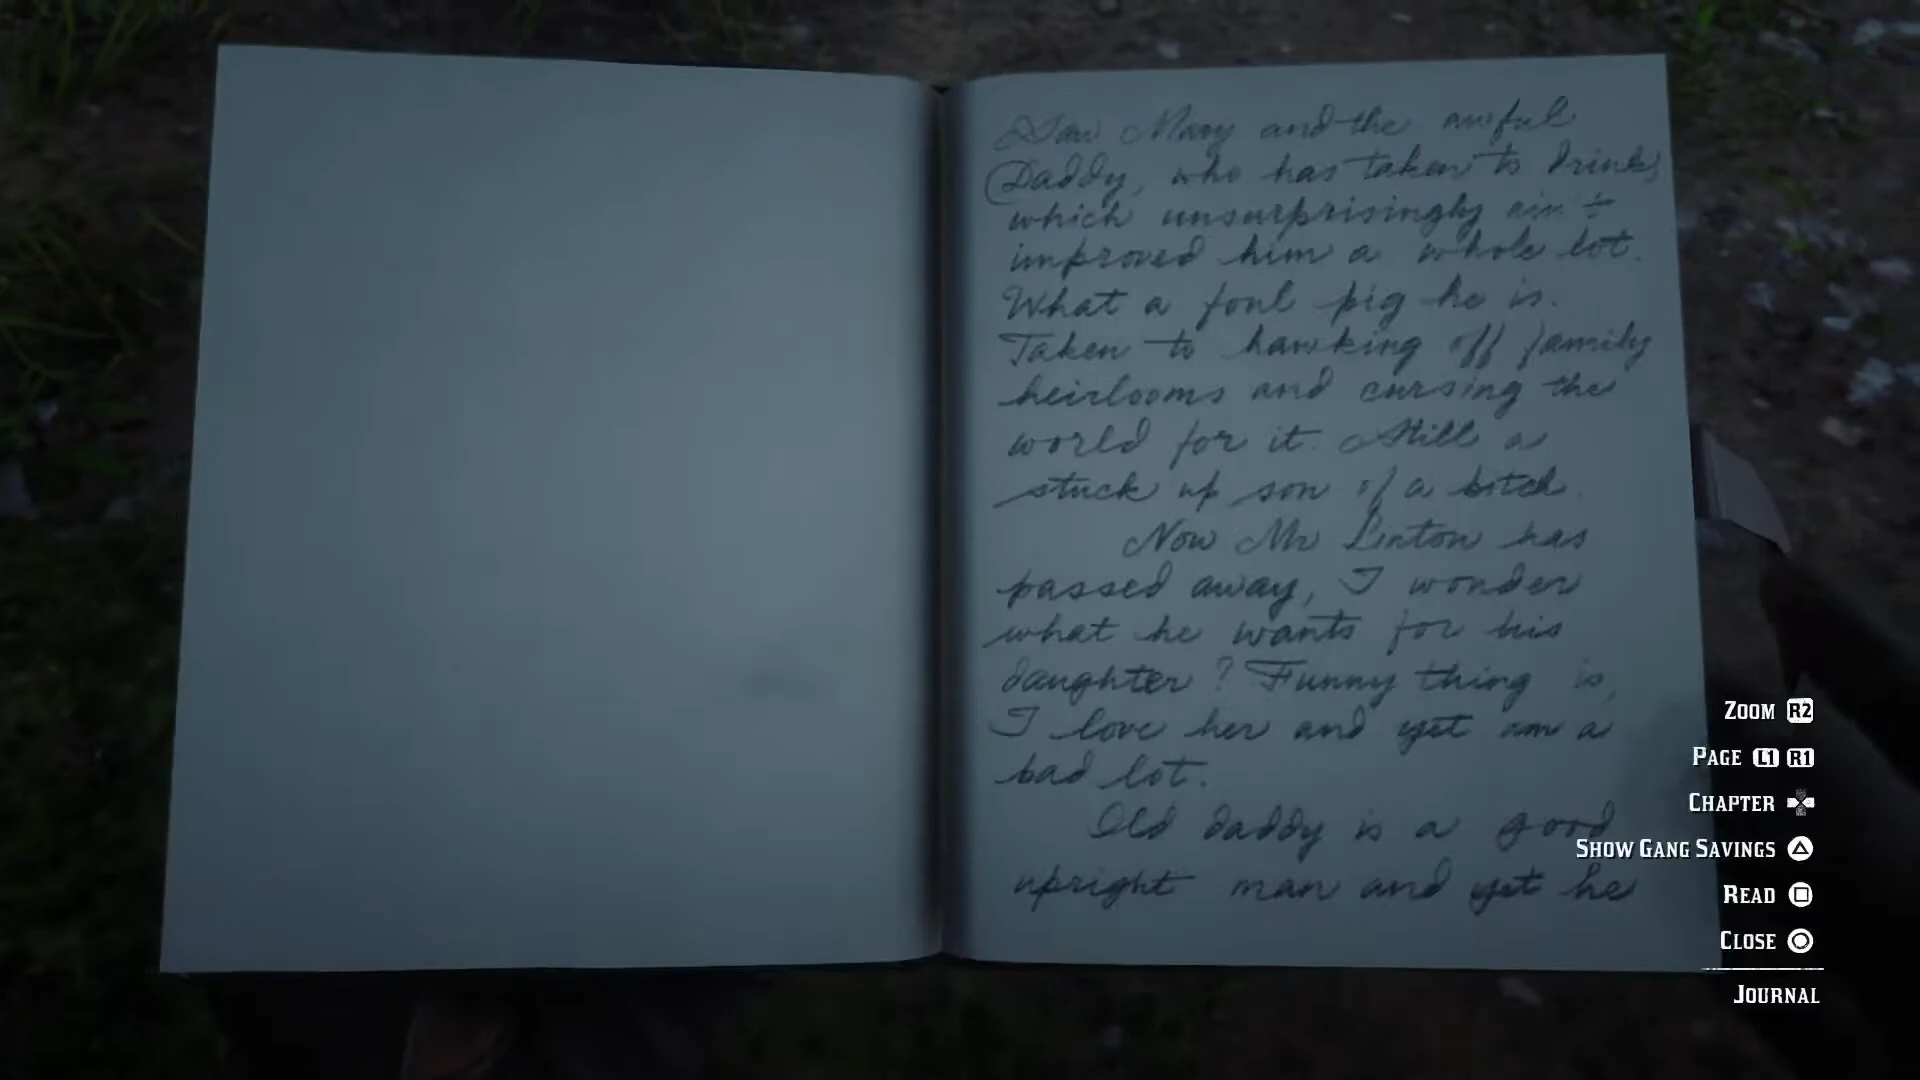 Saw Mary and the awful
Daddy, who has taken to drink,
which unsurprisingly ain't
improved him a whole lot.
What a foul pig he is.
Taken to hawking off family
heirlooms and cursing the
world for it. Still a
stuck up son of a bitch.
Now Mr Linton has
passed away, I wonder
what he wants for his
daughter? Funny thing is,
I love her and yet am a
bad lot.
Old daddy is a good
upright man and yet he
ZOOM R2
PAGE L1 R1
CHAPTER
SHOW GANG SAVINGS
READ
CLOSE
JOURNAL